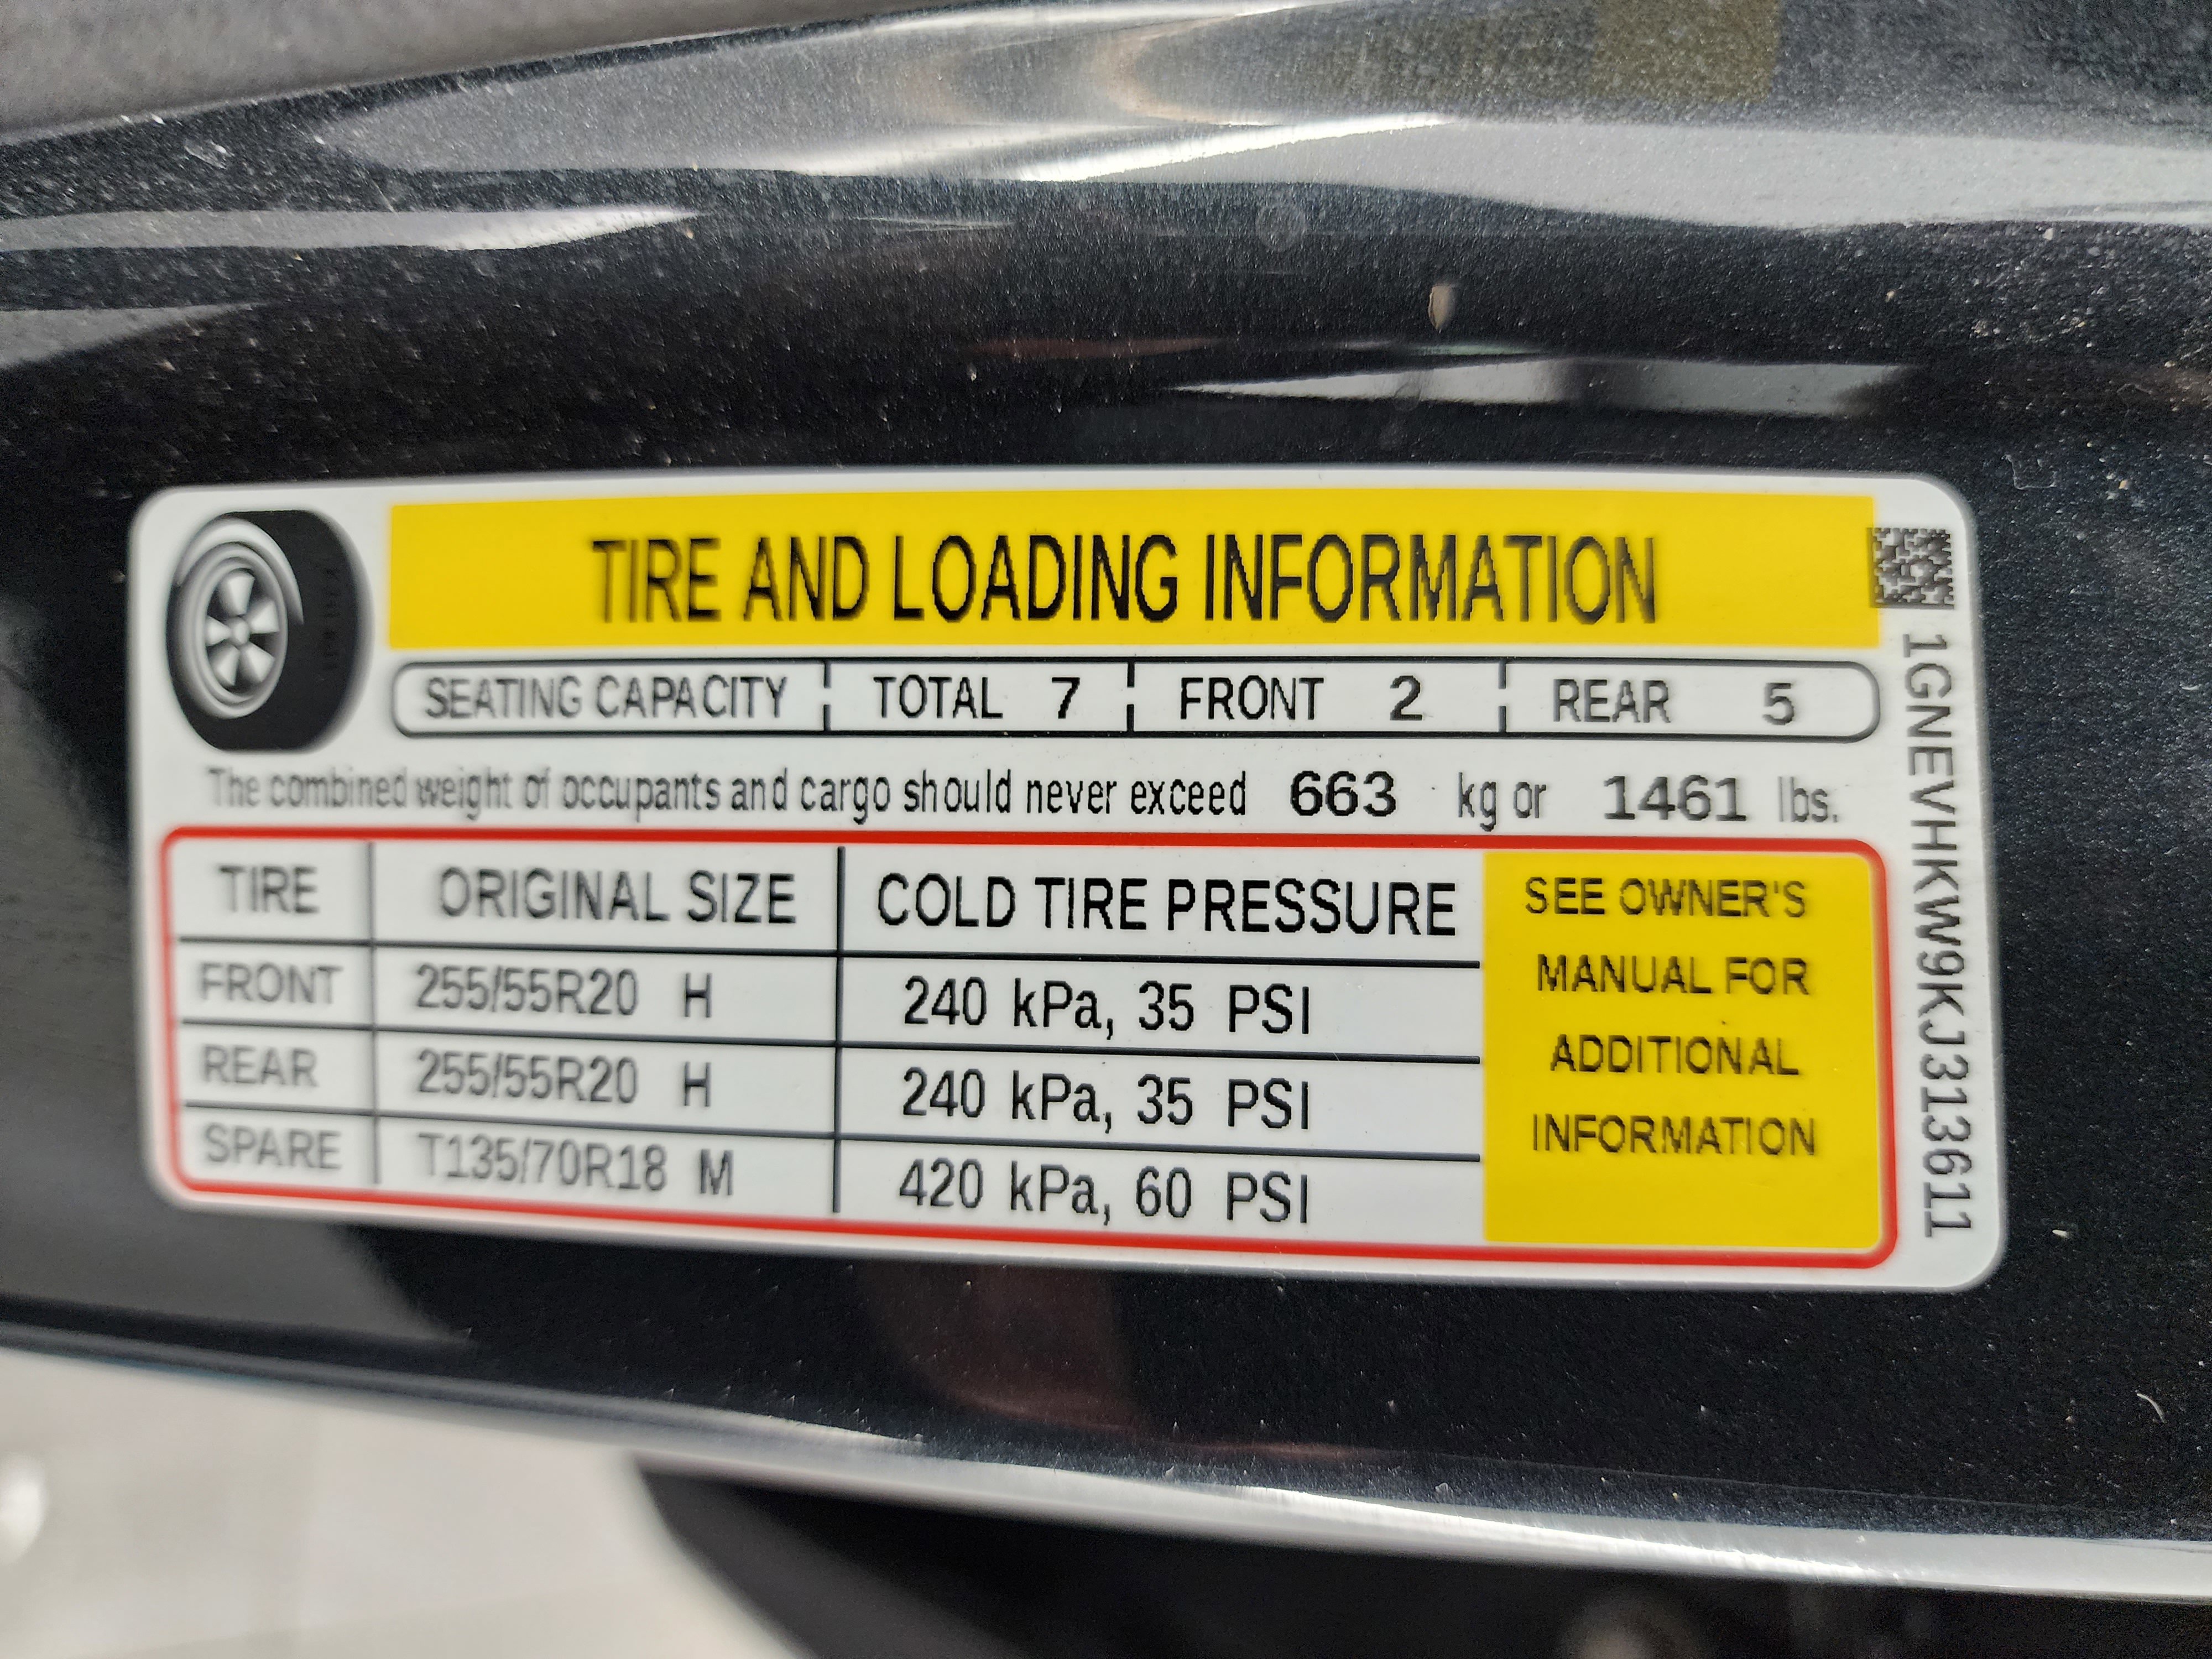 TIRE AND LOADING INFORMATION
SEATING CAPACITY TOTAL 7 FRONT 2 REAR 5
The combined weight of occupants and cargo should never exceed 663 kg or 1461 lbs.
TIRE ORIGINAL SIZE COLD TIRE PRESSURE
FRONT 255/55R20 H 240 kPa, 35 PSI
REAR 255/55R20 H 240 kPa, 35 PSI
SPARE T135/70R18 M 420 kPa, 60 PSI
SEE OWNER'S
MANUAL FOR
ADDITIONAL
INFORMATION
1GNEVHKW9KJ313611